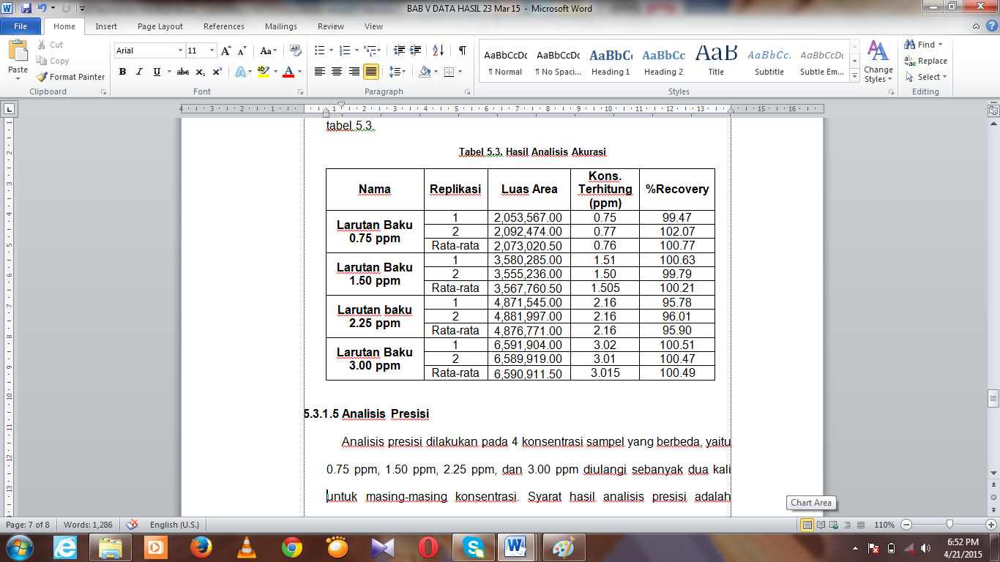 BAB V DATA HASIL 23 Mar 15 - Microsoft Word
File Home Insert Page Layout References Mailings Review View
Paste
Cut
Copy
Format Painter
Clipboard
Arial 11
Font
Paragraph
AaBbCcDc AaBbCcDc AaBbCc AaBbCc AaB AaBbCc. AaBbCcDc
¶ Normal ¶ No Spaci... Heading 1 Heading 2 Title Subtitle Subtle Em...
Change
Styles
Styles
Find
Replace
Select
Editing
tabel 5.3.
Tabel 5.3. Hasil Analisis Akurasi
Nama Replikasi Luas Area Kons. Terhitung (ppm) %Recovery
Larutan Baku 0.75 ppm
1 2,053,567.00 0.75 99.47
2 2,092,474.00 0.77 102.07
Rata-rata 2,073,020.50 0.76 100.77
Larutan Baku 1.50 ppm
1 3,580,285.00 1.51 100.63
2 3,555,236.00 1.50 99.79
Rata-rata 3,567,760.50 1.505 100.21
Larutan baku 2.25 ppm
1 4,871,545.00 2.16 95.78
2 4,881,997.00 2.16 96.01
Rata-rata 4,876,771.00 2.16 95.90
Larutan Baku 3.00 ppm
1 6,591,904.00 3.02 100.51
2 6,589,919.00 3.01 100.47
Rata-rata 6,590,911.50 3.015 100.49
5.3.1.5 Analisis Presisi
Analisis presisi dilakukan pada 4 konsentrasi sampel yang berbeda, yaitu
0.75 ppm, 1.50 ppm, 2.25 ppm, dan 3.00 ppm diulangi sebanyak dua kali
untuk masing-masing konsentrasi. Syarat hasil analisis presisi adalah
Chart Area
Page: 7 of 8 Words: 1,286 English (U.S.) 110%
6:52 PM
4/21/2015